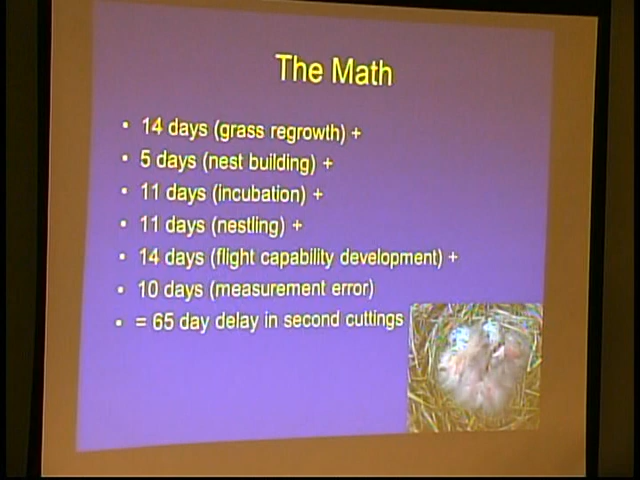 The Math
• 14 days (grass regrowth) +
• 5 days (nest building) +
• 11 days (incubation) +
• 11 days (nestling) +
• 14 days (flight capability development) +
• 10 days (measurement error)
• = 65 day delay in second cuttings